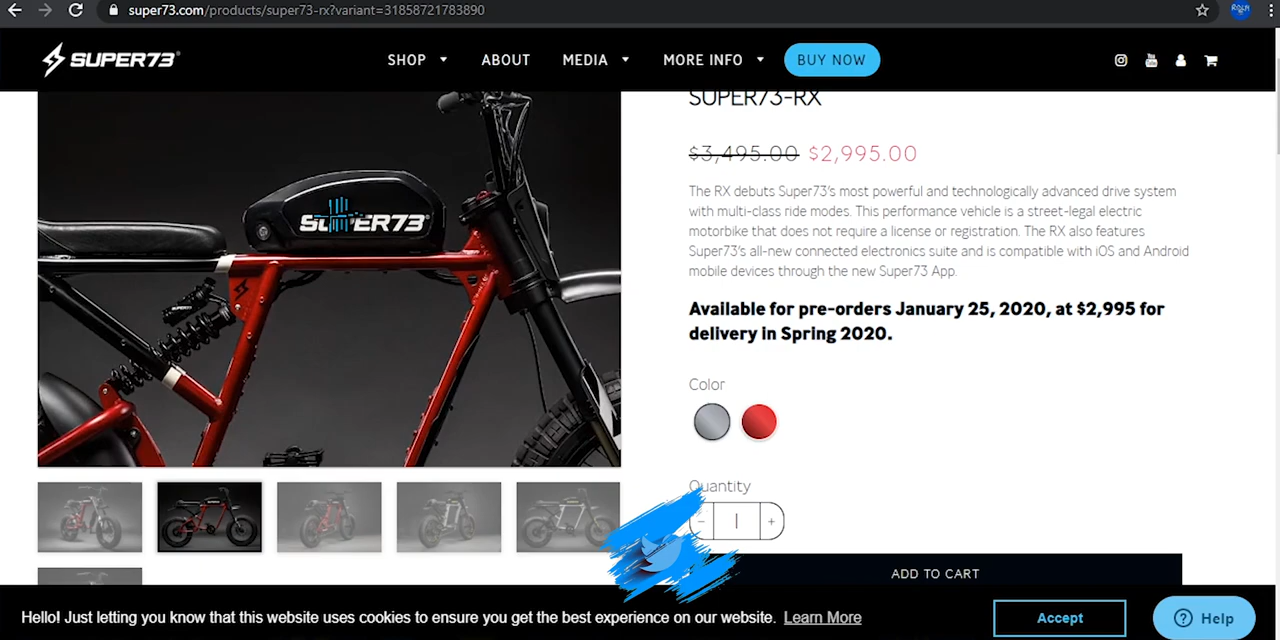 super73.com/products/super73-rx?variant=31858721783890
SUPER73
SHOP
ABOUT
MEDIA
MORE INFO
BUY NOW
SUPER73
SUPER73-RX
$3,495.00 $2,995.00
The RX debuts Super73's most powerful and technologically advanced drive system
with multi-class ride modes. This performance vehicle is a street-legal electric
motorbike that does not require a license or registration. The RX also features
Super73's all-new connected electronics suite and is compatible with iOS and Android
mobile devices through the new Super73 App.
Available for pre-orders January 25, 2020, at $2,995 for
delivery in Spring 2020.
Color
Quantity
- 1 +
ADD TO CART
Hello! Just letting you know that this website uses cookies to ensure you get the best experience on our website. Learn More
Accept
Help